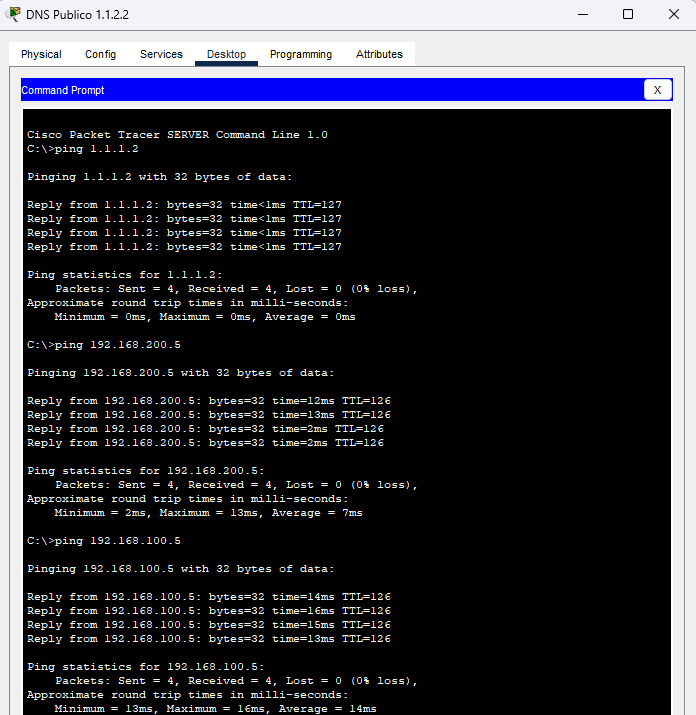 DNS Publico 1.1.2.2
Physical Config Services Desktop Programming Attributes
Command Prompt X
Cisco Packet Tracer SERVER Command Line 1.0
C:\>ping 1.1.1.2
Pinging 1.1.1.2 with 32 bytes of data:
Reply from 1.1.1.2: bytes=32 time<1ms TTL=127
Reply from 1.1.1.2: bytes=32 time<1ms TTL=127
Reply from 1.1.1.2: bytes=32 time<1ms TTL=127
Reply from 1.1.1.2: bytes=32 time<1ms TTL=127
Ping statistics for 1.1.1.2:
Packets: Sent = 4, Received = 4, Lost = 0 (0% loss),
Approximate round trip times in milli-seconds:
Minimum = 0ms, Maximum = 0ms, Average = 0ms
C:\>ping 192.168.200.5
Pinging 192.168.200.5 with 32 bytes of data:
Reply from 192.168.200.5: bytes=32 time=12ms TTL=126
Reply from 192.168.200.5: bytes=32 time=13ms TTL=126
Reply from 192.168.200.5: bytes=32 time=2ms TTL=126
Reply from 192.168.200.5: bytes=32 time=2ms TTL=126
Ping statistics for 192.168.200.5:
Packets: Sent = 4, Received = 4, Lost = 0 (0% loss),
Approximate round trip times in milli-seconds:
Minimum = 2ms, Maximum = 13ms, Average = 7ms
C:\>ping 192.168.100.5
Pinging 192.168.100.5 with 32 bytes of data:
Reply from 192.168.100.5: bytes=32 time=14ms TTL=126
Reply from 192.168.100.5: bytes=32 time=16ms TTL=126
Reply from 192.168.100.5: bytes=32 time=15ms TTL=126
Reply from 192.168.100.5: bytes=32 time=13ms TTL=126
Ping statistics for 192.168.100.5:
Packets: Sent = 4, Received = 4, Lost = 0 (0% loss),
Approximate round trip times in milli-seconds:
Minimum = 13ms, Maximum = 16ms, Average = 14ms